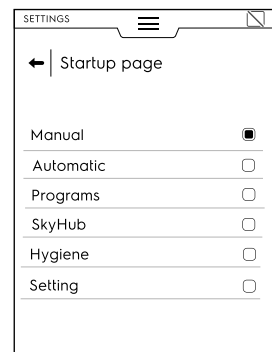 SETTINGS
Startup page
Manual
Automatic
Programs
SkyHub
Hygiene
Setting